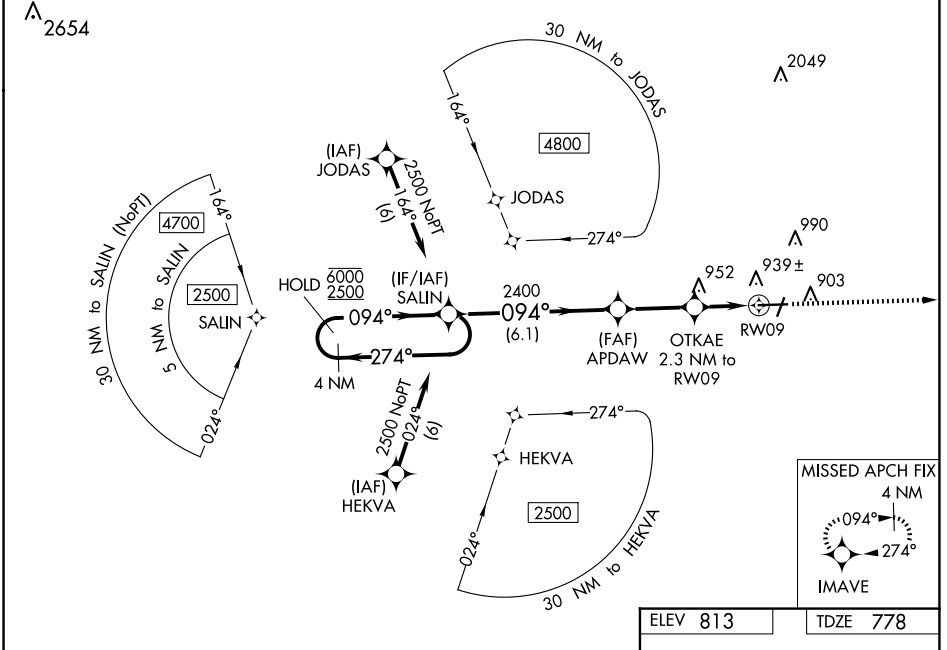 2654
30 NM to JODAS
2049
164°
4800
(IAF)
JODAS
2500 NoPT
164°
(6)
JODAS
274°
30 NM to SALIN (NoPT)
164°
4700
5 NM to SALIN
2500
SALIN
024°
HOLD 6000
2500
(IF/IAF)
SALIN
094°
274°
4 NM
2400
094°
(6.1)
(FAF)
APDAW
952
OTKAE
2.3 NM to
RW09
990
939±
903
RW09
2500 NoPT
024°
(6)
(IAF)
HEKVA
274°
HEKVA
2500
024°
30 NM to HEKVA
MISSED APCH FIX
4 NM
094°
274°
IMAVE
ELEV 813
TDZE 778